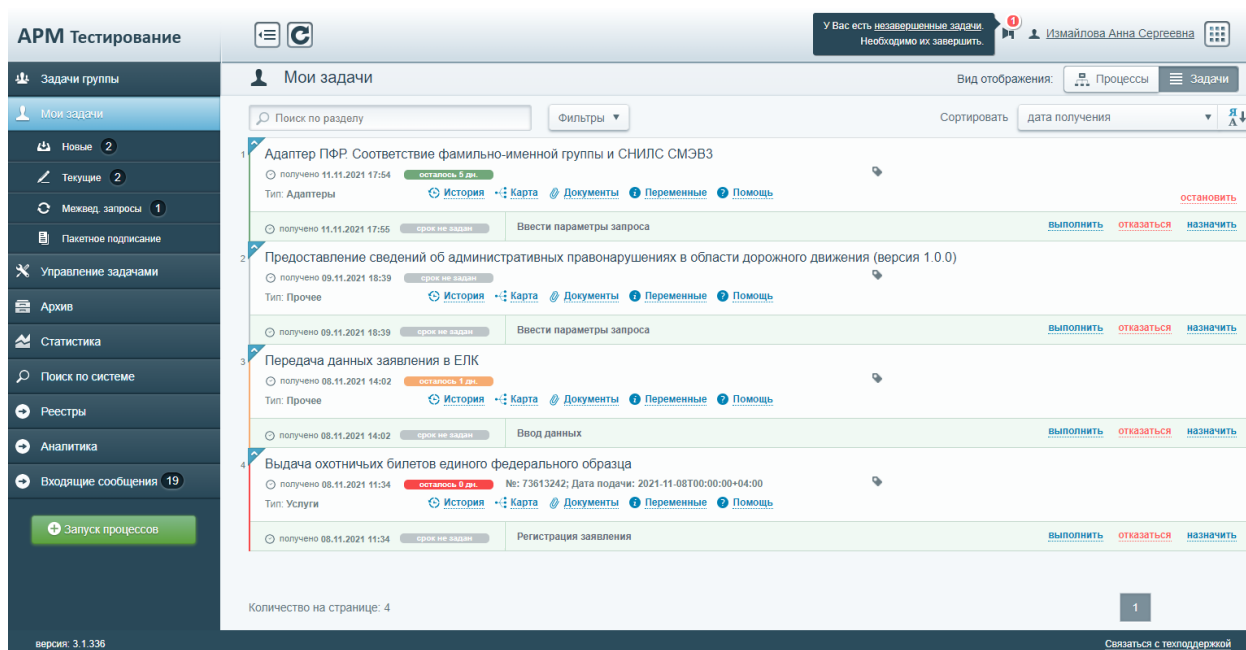 АРМ Тестирование
У Вас есть незавершенные задачи.
Необходимо их завершить.
1
Измайлова Анна Сергеевна
Задачи группы
Мои задачи
Новые 2
Текущие 2
Межвед. запросы 1
Пакетное подписание
Управление задачами
Архив
Статистика
Поиск по системе
Реестры
Аналитика
Входящие сообщения 19
Запуск процессов
версия: 3.1.336
Мои задачи
Вид отображения: Процессы Задачи
Поиск по разделу Фильтры Сортировать дата получения Я А
1 Адаптер ПФР. Соответствие фамильно-именной группы и СНИЛС СМЭВ3
получено 11.11.2021 17:54 осталось 5 дн.
Тип: Адаптеры История Карта Документы Переменные Помощь
остановить
получено 11.11.2021 17:55 срок не задан Ввести параметры запроса выполнить отказаться назначить
2 Предоставление сведений об административных правонарушениях в области дорожного движения (версия 1.0.0)
получено 09.11.2021 18:39 срок не задан
Тип: Прочее История Карта Документы Переменные Помощь
получено 09.11.2021 18:39 срок не задан Ввести параметры запроса выполнить отказаться назначить
3 Передача данных заявления в ЕЛК
получено 08.11.2021 14:02 осталось 1 дн.
Тип: Прочее История Карта Документы Переменные Помощь
получено 08.11.2021 14:02 срок не задан Ввод данных выполнить отказаться назначить
4 Выдача охотничьих билетов единого федерального образца
получено 08.11.2021 11:34 осталось 0 дн. №: 73613242; Дата подачи: 2021-11-08T00:00:00+04:00
Тип: Услуги История Карта Документы Переменные Помощь
получено 08.11.2021 11:34 срок не задан Регистрация заявления выполнить отказаться назначить
Количество на странице: 4
1
Связаться с техподдержкой